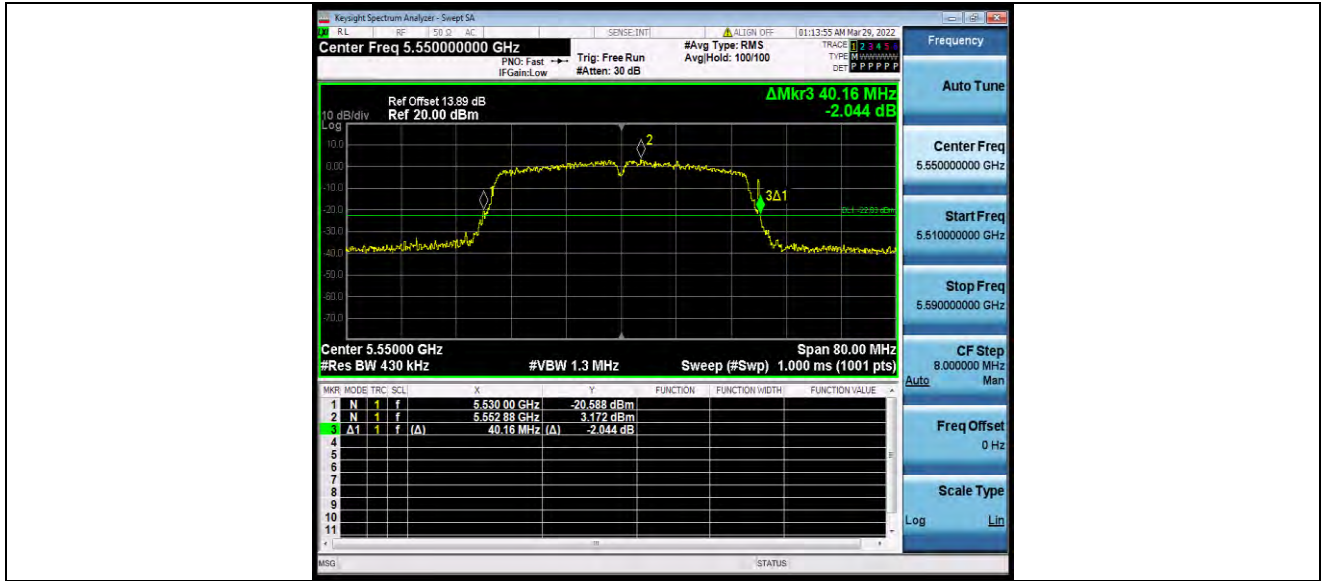 Keysight Spectrum Analyzer - Swept SA
RL RF 50 Ω AC SENSE:INT ALIGN OFF 01:13:55 AM Mar 29, 2022
Center Freq 5.550000000 GHz
PNO: Fast
IFGain:Low
Trig: Free Run
#Atten: 30 dB
#Avg Type: RMS
Avg|Hold: 100/100
TRACE 1 2 3 4 5 6
TYPE M
DET P P P P P P
ΔMkr3 40.16 MHz
-2.044 dB
Ref Offset 13.89 dB
10 dB/div Ref 20.00 dBm
Log
10.0
0.00
-10.0
-20.0
-30.0
-40.0
-50.0
-60.0
-70.0
1
2
3Δ1
Center 5.55000 GHz Span 80.00 MHz
#Res BW 430 kHz #VBW 1.3 MHz Sweep (#Swp) 1.000 ms (1001 pts)
MKR MODE TRC SCL X Y FUNCTION FUNCTION WIDTH FUNCTION VALUE
1 N 1 f 5.530 00 GHz -20.588 dBm
2 N 1 f 5.552 88 GHz 3.172 dBm
3 Δ1 1 f (Δ) 40.16 MHz (Δ) -2.044 dB
4
5
6
7
8
9
10
11
MSG STATUS
Frequency
Auto Tune
Center Freq
5.550000000 GHz
Start Freq
5.510000000 GHz
Stop Freq
5.590000000 GHz
CF Step
8.000000 MHz
Auto Man
Freq Offset
0 Hz
Scale Type
Log Lin